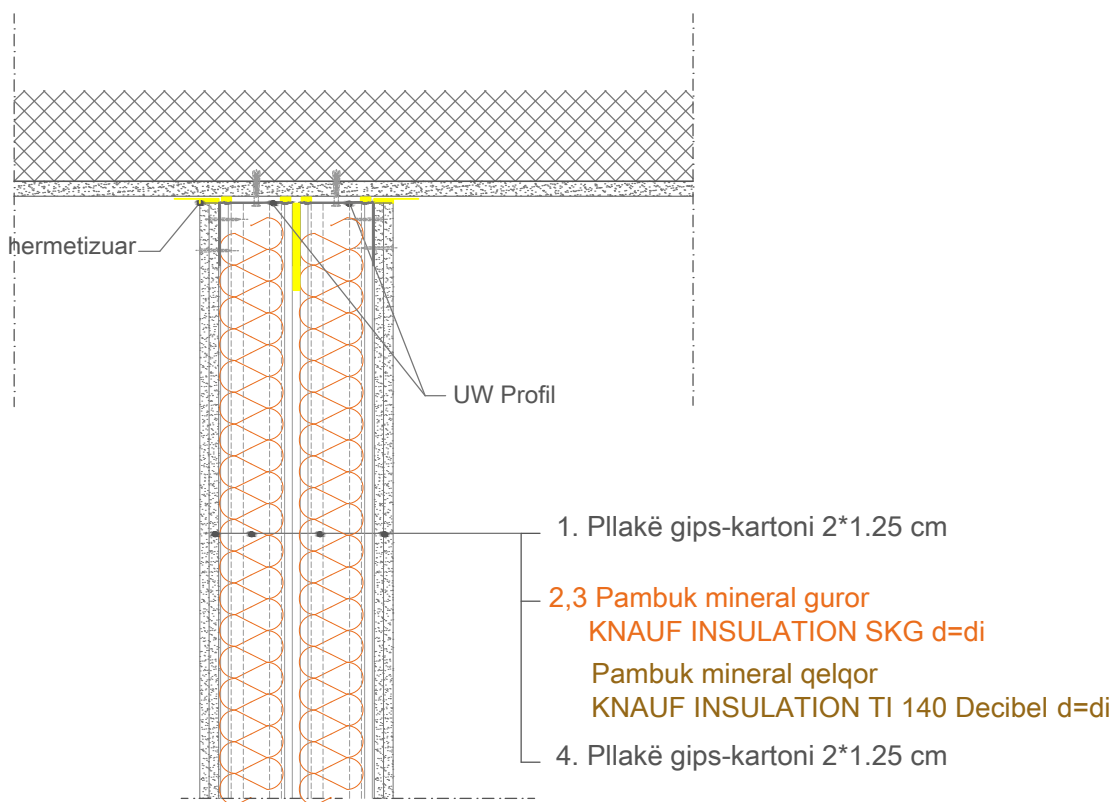 hermetizuar
UW Profil
1. Pllakë gips-kartoni 2*1.25 cm
2,3 Pambuk mineral guror
KNAUF INSULATION SKG d=di
Pambuk mineral qelqor
KNAUF INSULATION TI 140 Decibel d=di
4. Pllakë gips-kartoni 2*1.25 cm